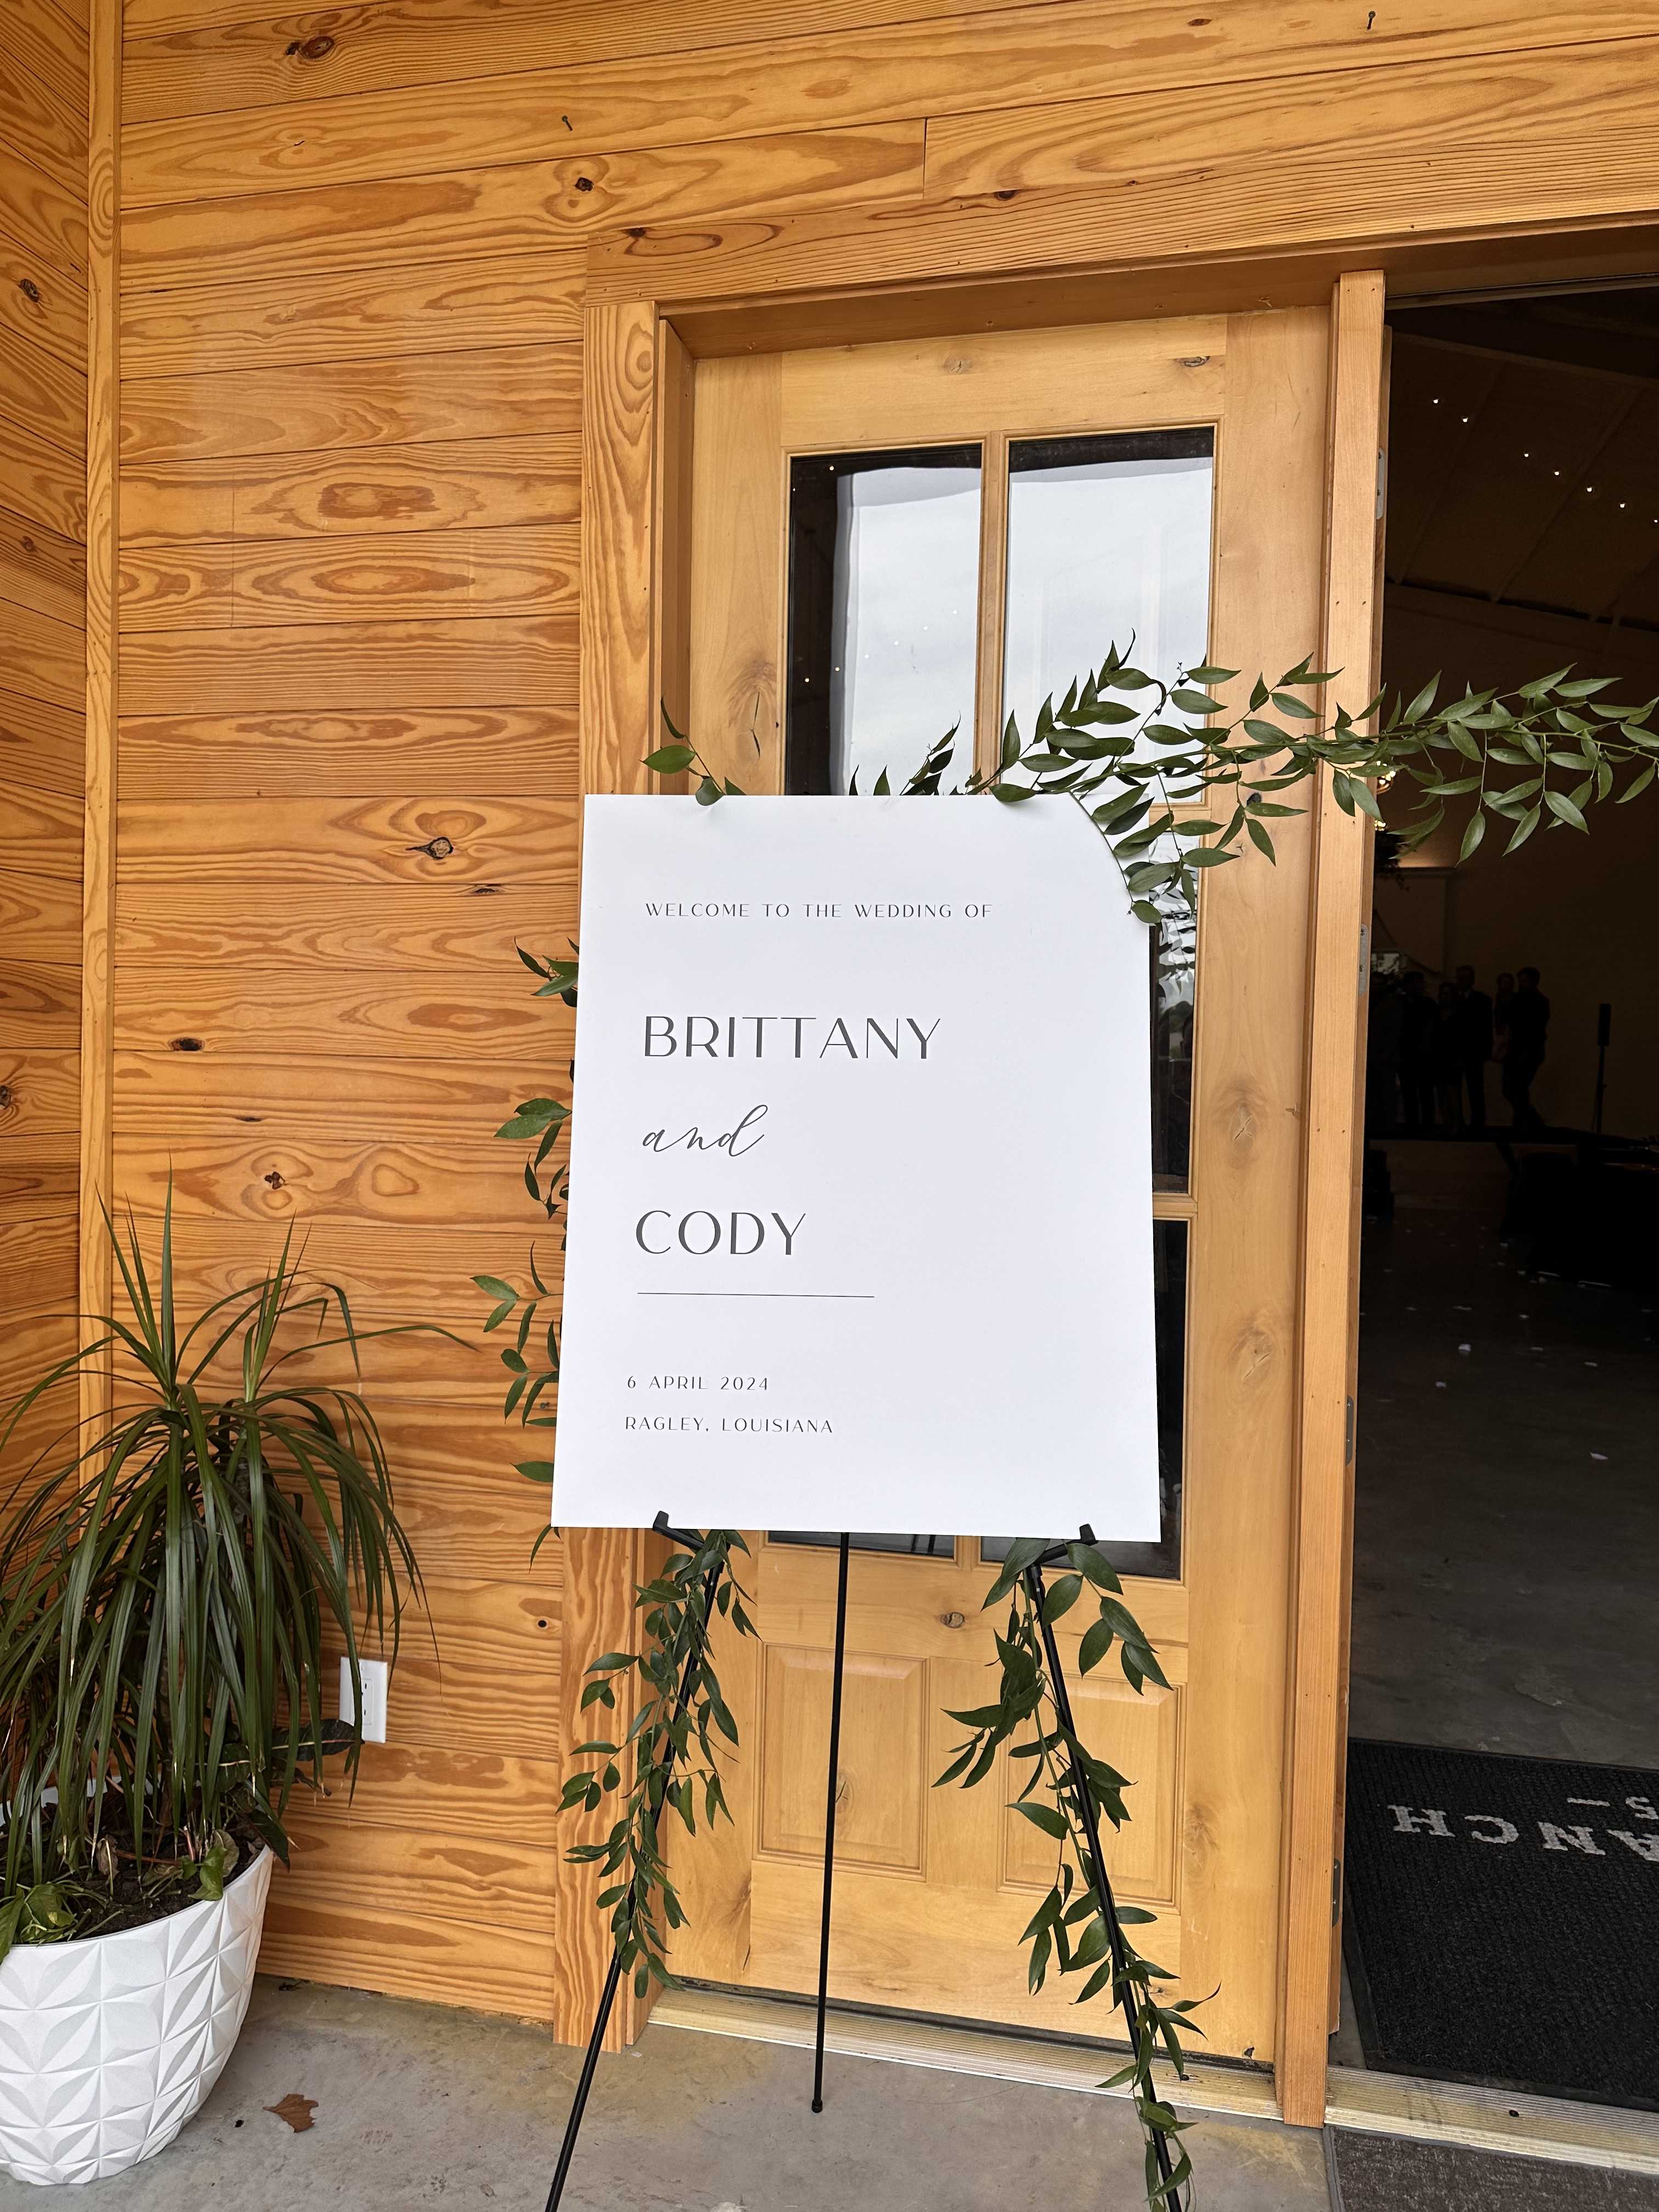 WELCOME TO THE WEDDING OF
BRITTANY
and
CODY
6 APRIL 2024
RAGLEY, LOUISIANA